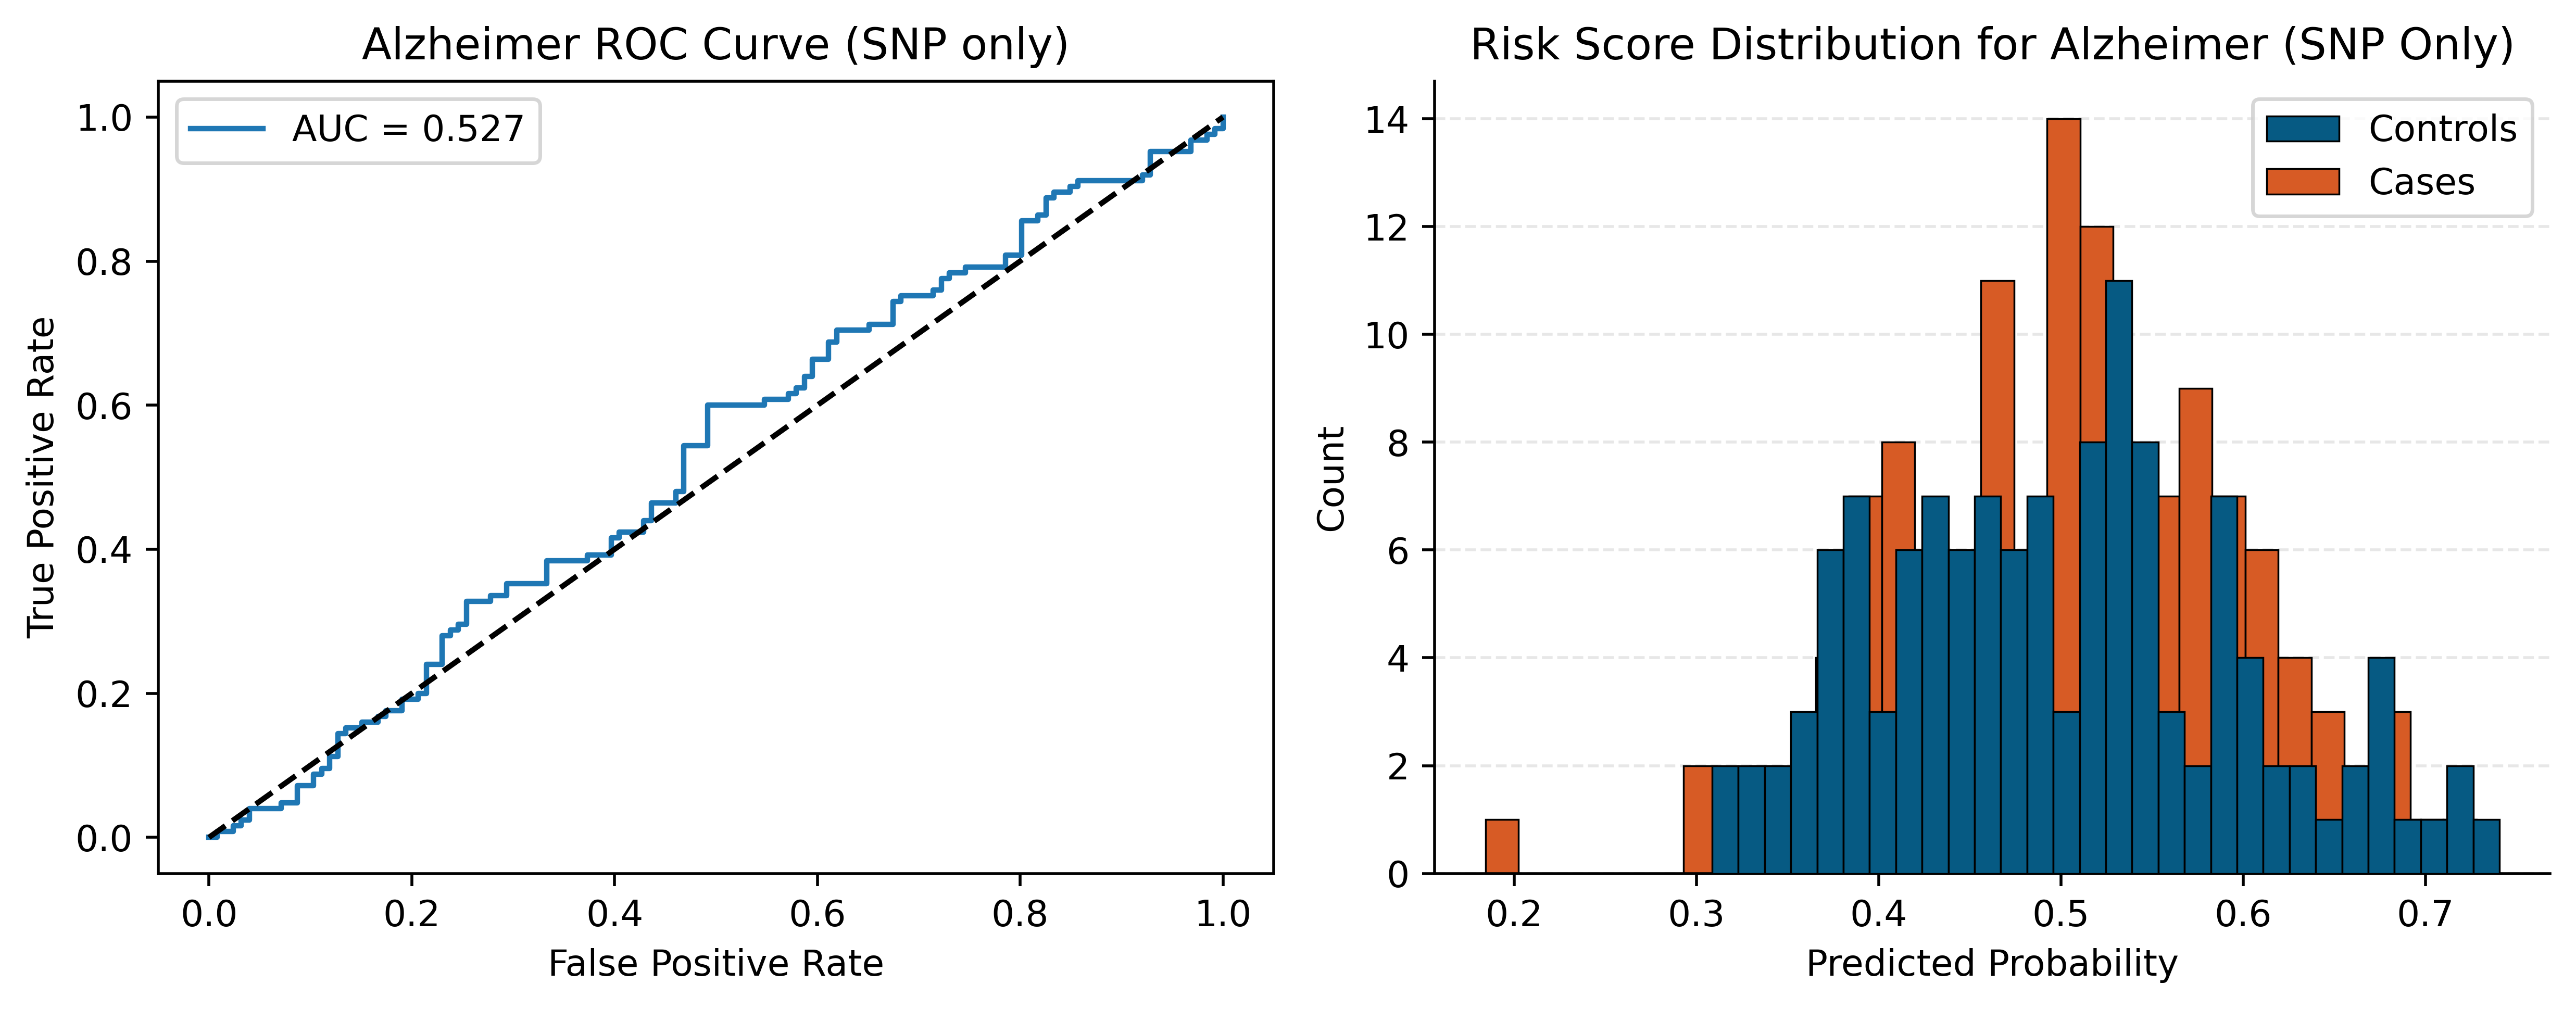 Alzheimer ROC Curve (SNP only)
AUC = 0.527
1.0
0.8
0.6
0.4
0.2
0.0
True Positive Rate
0.0 0.2 0.4 0.6 0.8 1.0
False Positive Rate
Risk Score Distribution for Alzheimer (SNP Only)
Controls
Cases
14
12
10
8
6
4
2
0
Count
0.2 0.3 0.4 0.5 0.6 0.7
Predicted Probability